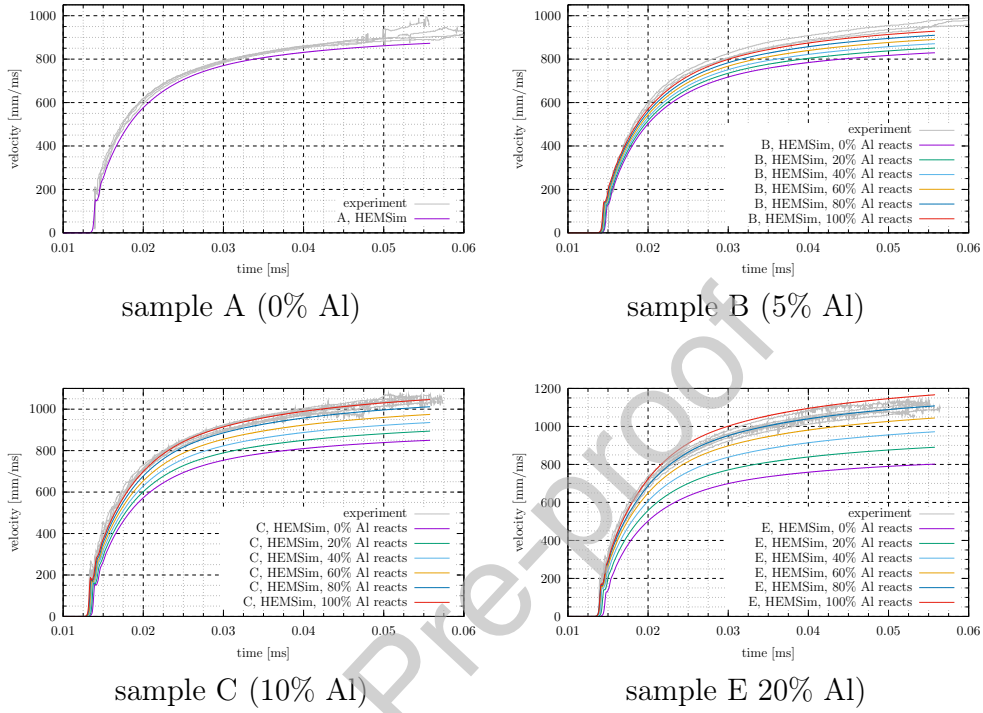 1000
800
600
400
200
0
velocity [mm/ms]
experiment
A, HEMSim
0.01 0.02 0.03 0.04 0.05 0.06
time [ms]
sample A (0% Al)
1000
800
600
400
200
0
velocity [mm/ms]
experiment
B, HEMSim, 0% Al reacts
B, HEMSim, 20% Al reacts
B, HEMSim, 40% Al reacts
B, HEMSim, 60% Al reacts
B, HEMSim, 80% Al reacts
B, HEMSim, 100% Al reacts
0.01 0.02 0.03 0.04 0.05 0.06
time [ms]
sample B (5% Al)
1000
800
600
400
200
0
velocity [mm/ms]
experiment
C, HEMSim, 0% Al reacts
C, HEMSim, 20% Al reacts
C, HEMSim, 40% Al reacts
C, HEMSim, 60% Al reacts
C, HEMSim, 80% Al reacts
C, HEMSim, 100% Al reacts
0.01 0.02 0.03 0.04 0.05 0.06
time [ms]
sample C (10% Al)
1200
1000
800
600
400
200
0
velocity [mm/ms]
experiment
E, HEMSim, 0% Al reacts
E, HEMSim, 20% Al reacts
E, HEMSim, 40% Al reacts
E, HEMSim, 60% Al reacts
E, HEMSim, 80% Al reacts
E, HEMSim, 100% Al reacts
0.01 0.02 0.03 0.04 0.05 0.06
time [ms]
sample E 20% Al)
Pre-proof